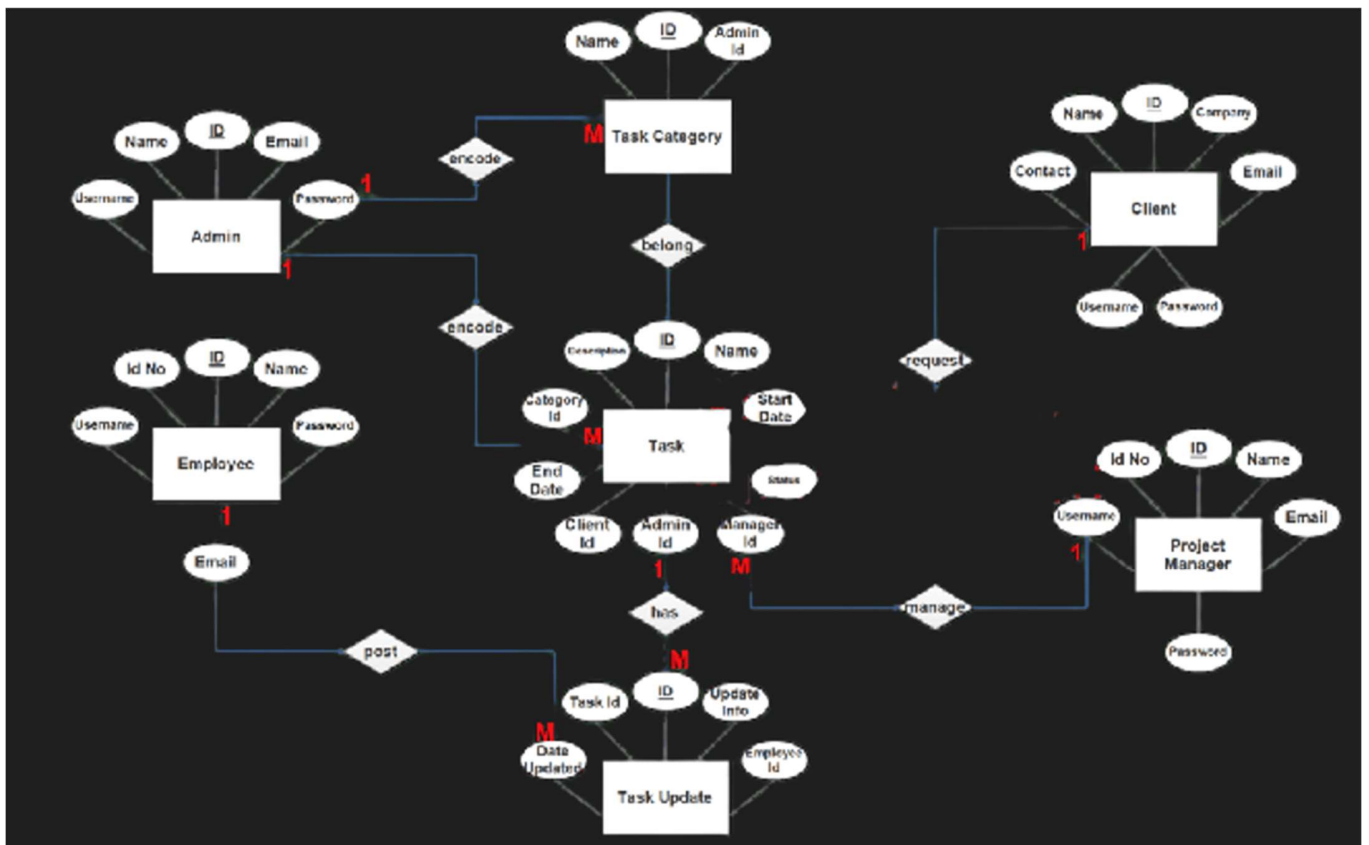 ID
Name
Admin
Id
Task Category
M
encode
1
Name
ID
Email
Username
Password
Admin
1
belong
encode
Name
ID
Company
Contact
Email
Client
1
Username
Password
request
Id No
ID
Name
Username
Password
Employee
1
Email
Description
ID
Name
Category
Id
Start
Date
M
Task
End
Date
Status
Client
Id
Admin
Id
Manager
Id
1
M
has
M
manage
Id No
ID
Name
Username
Email
1
Project
Manager
Password
post
Task Id
ID
Update
Info
M
Date
Updated
Employee
Id
Task Update